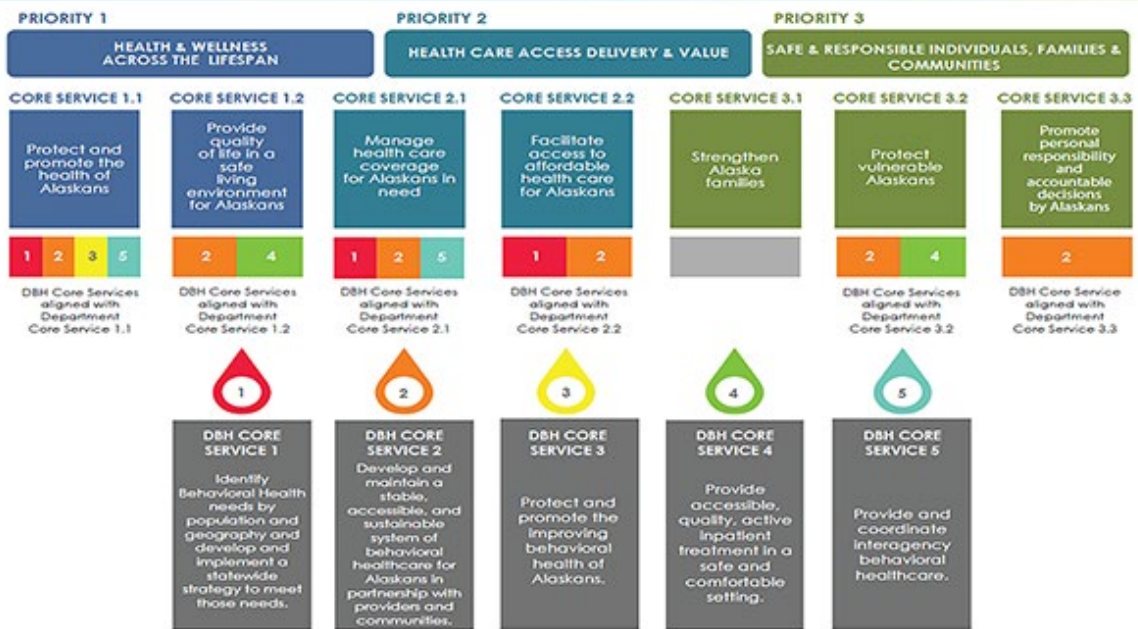 PRIORITY 1
HEALTH & WELLNESS
ACROSS THE LIFESPAN
PRIORITY 2
HEALTH CARE ACCESS DELIVERY & VALUE
PRIORITY 3
SAFE & RESPONSIBLE INDIVIDUALS, FAMILIES &
COMMUNITIES
CORE SERVICE 1.1
Protect and
promote the
health of
Alaskans
1 2 3 5
DBH Core Services
aligned with
Department
Core Service 1.1
CORE SERVICE 1.2
Provide
quality
of life in a
safe
living
environment
for Alaskans
2 4
DBH Core Services
aligned with
Department
Core Service 1.2
CORE SERVICE 2.1
Manage
health care
coverage
for Alaskans in
need
1 2 5
DBH Core Services
aligned with
Department
Core Service 2.1
CORE SERVICE 2.2
Facilitate
access to
affordable
health care
for Alaskans
1 2
DBH Core Services
aligned with
Department
Core Service 2.2
CORE SERVICE 3.1
Strengthen
Alaska
families
CORE SERVICE 3.2
Protect
vulnerable
Alaskans
2 4
DBH Core Services
aligned with
Department
Core Service 3.2
CORE SERVICE 3.3
Promote
personal
responsibility
and
accountable
decisions
by Alaskans
2
DBH Core Service
aligned with
Department
Core Service 3.3
1
DBH CORE
SERVICE 1
Identify
Behavioral Health
needs by
population and
geography and
develop and
implement a
statewide
strategy to meet
those needs.
2
DBH CORE
SERVICE 2
Develop and
maintain a
stable,
accessible, and
sustainable
system of
behavioral
healthcare for
Alaskans in
partnership with
providers and
communities.
3
DBH CORE
SERVICE 3
Protect and
promote the
improving
behavioral
health of
Alaskans.
4
DBH CORE
SERVICE 4
Provide
accessible,
quality, active
inpatient
treatment in a
safe and
comfortable
setting.
5
DBH CORE
SERVICE 5
Provide and
coordinate
interagency
behavioral
healthcare.